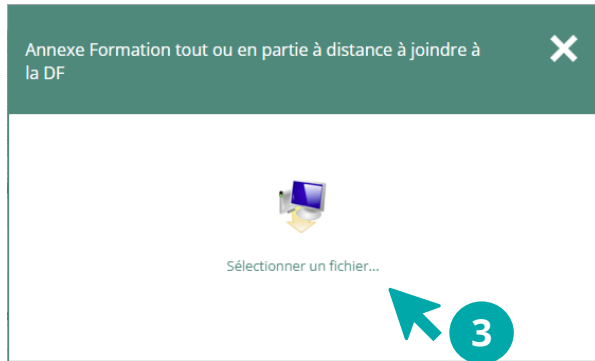 Annexe Formation tout ou en partie à distance à joindre à
la DF
Sélectionner un fichier...
3